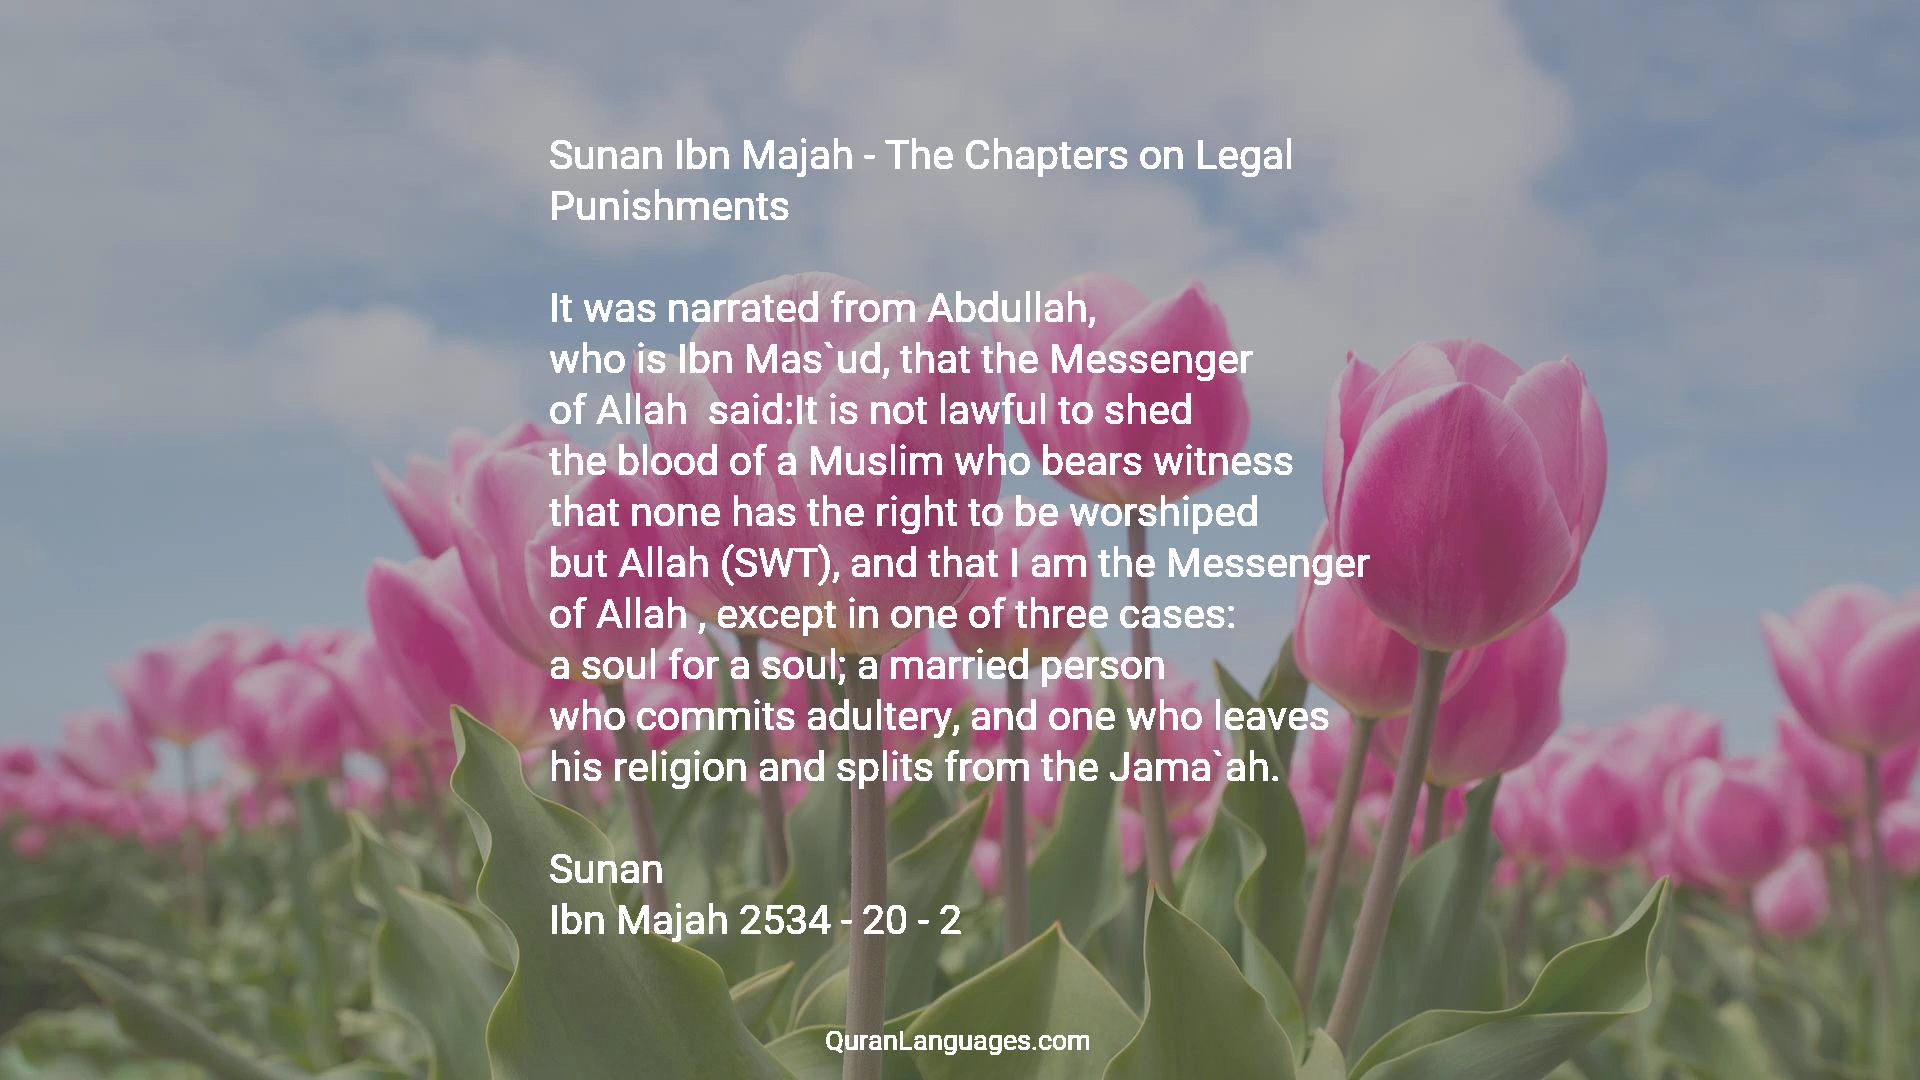 Sunan Ibn Majah - The Chapters on Legal
Punishments
It was narrated from Abdullah,
who is Ibn Mas`ud, that the Messenger
of Allah  said:It is not lawful to shed
the blood of a Muslim who bears witness
that none has the right to be worshiped
but Allah (SWT), and that I am the Messenger
of Allah , except in one of three cases:
a soul for a soul; a married person
who commits adultery, and one who leaves
his religion and splits from the Jama`ah.
Sunan
Ibn Majah 2534 - 20 - 2
QuranLanguages.com